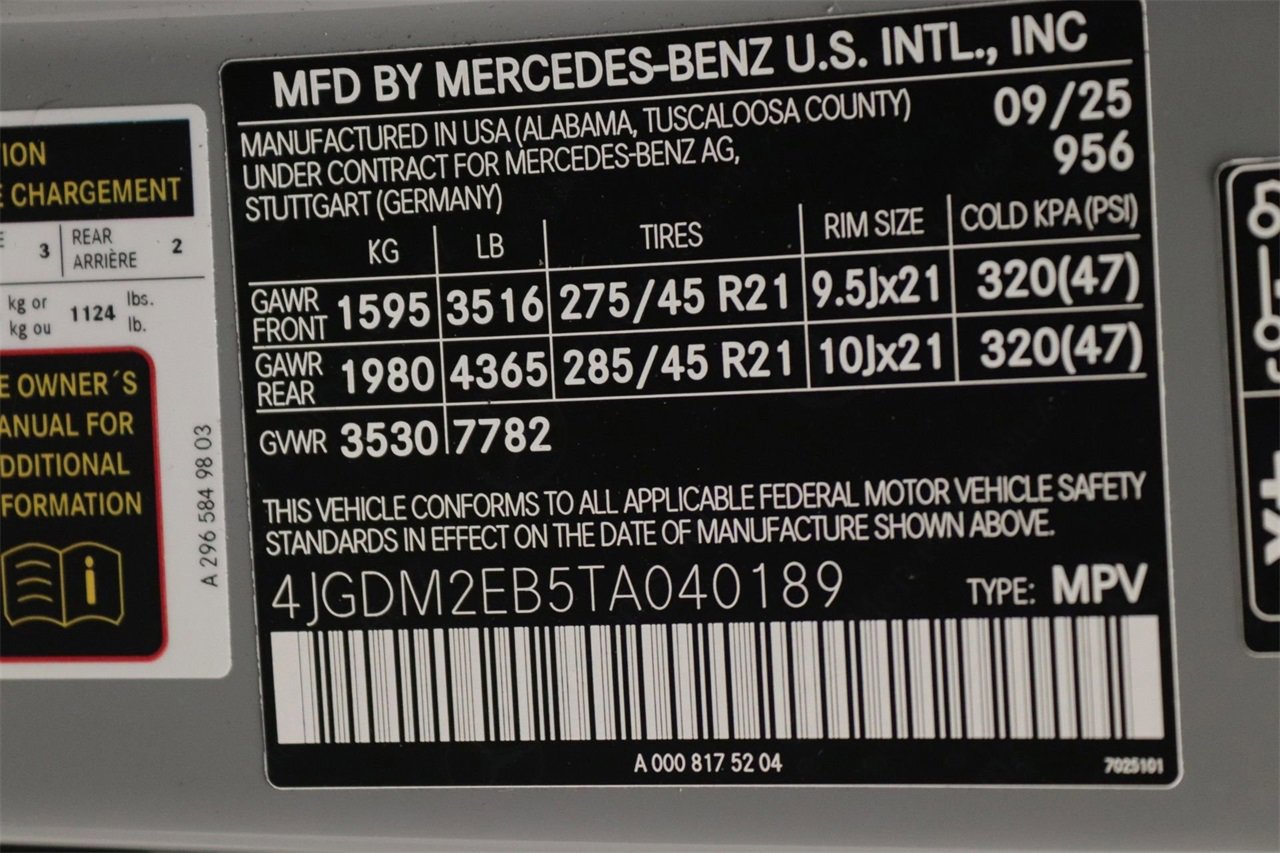 MFD BY MERCEDES-BENZ U.S. INTL., INC
MANUFACTURED IN USA (ALABAMA, TUSCALOOSA COUNTY) 09/25
UNDER CONTRACT FOR MERCEDES-BENZ AG, 956
STUTTGART (GERMANY)
KG LB TIRES RIM SIZE COLD KPA (PSI)
GAWR FRONT 1595 3516 275/45 R21 9.5Jx21 320(47)
GAWR REAR 1980 4365 285/45 R21 10Jx21 320(47)
GVWR 3530 7782
THIS VEHICLE CONFORMS TO ALL APPLICABLE FEDERAL MOTOR VEHICLE SAFETY
STANDARDS IN EFFECT ON THE DATE OF MANUFACTURE SHOWN ABOVE.
4JGDM2EB5TA040189 TYPE: MPV
A 000 817 52 04 7025101
CHARGEMENT
3 REAR 2
ARRIÈRE
kg or 1124 lbs.
kg ou lb.
OWNER´S
FOR
A 296 584 98 03